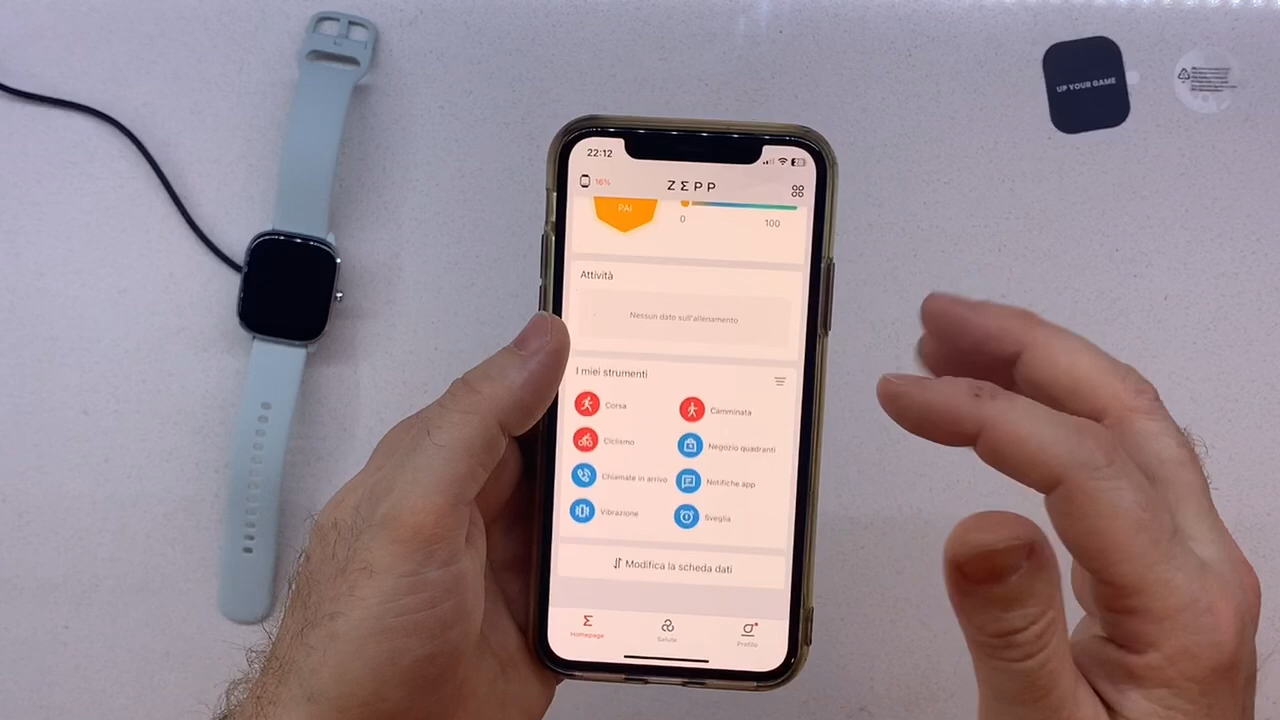 UP YOUR GAME
22:12
16%
ZΣPP
PAI
0
100
Attività
Nessun dato sull'allenamento
I miei strumenti
Corsa
Camminata
Ciclismo
Negozio quadranti
Chiamate in arrivo
Notifiche app
Vibrazione
Sveglia
Modifica la scheda dati
Homepage
Salute
Profilo